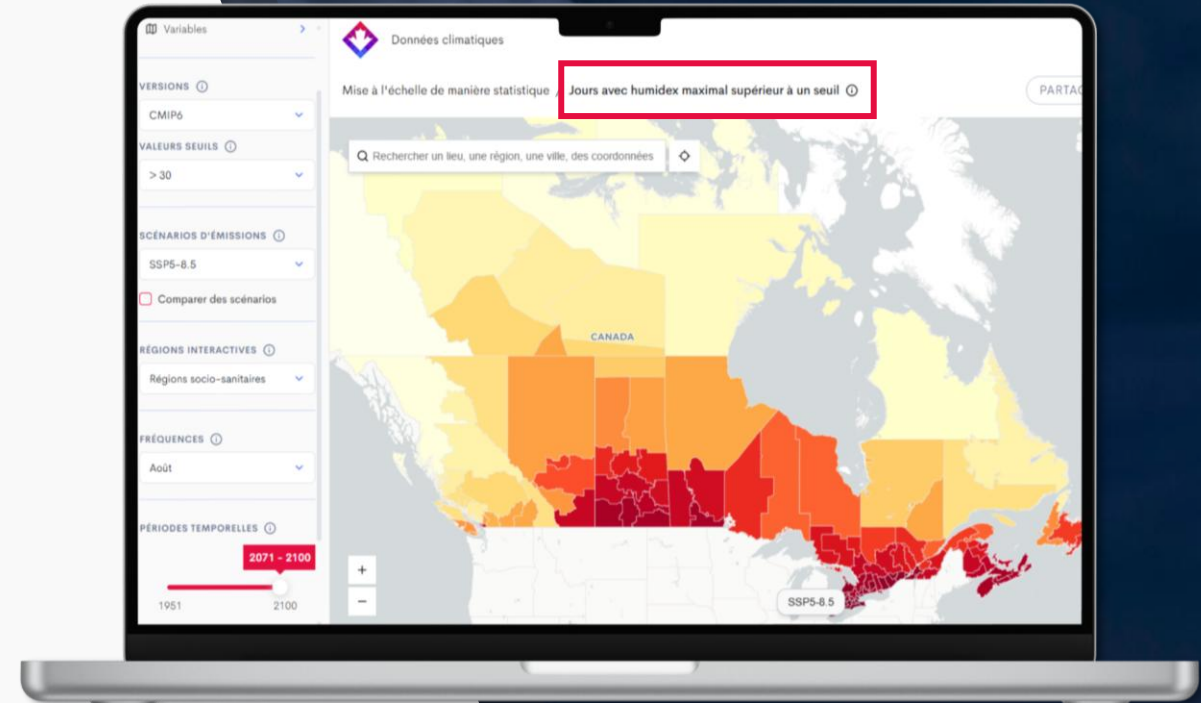 Variables
Données climatiques
VERSIONS
CMIP6
VALEURS SEUILS
> 30
SCÉNARIOS D'ÉMISSIONS
SSP5-8.5
Comparer des scénarios
RÉGIONS INTERACTIVES
Régions socio-sanitaires
FRÉQUENCES
Août
PÉRIODES TEMPORELLES
2071 - 2100
1951 2100
Mise à l'échelle de manière statistique / Jours avec humidex maximal supérieur à un seuil
PARTAG
Rechercher un lieu, une région, une ville, des coordonnées
CANADA
+
−
SSP5-8.5